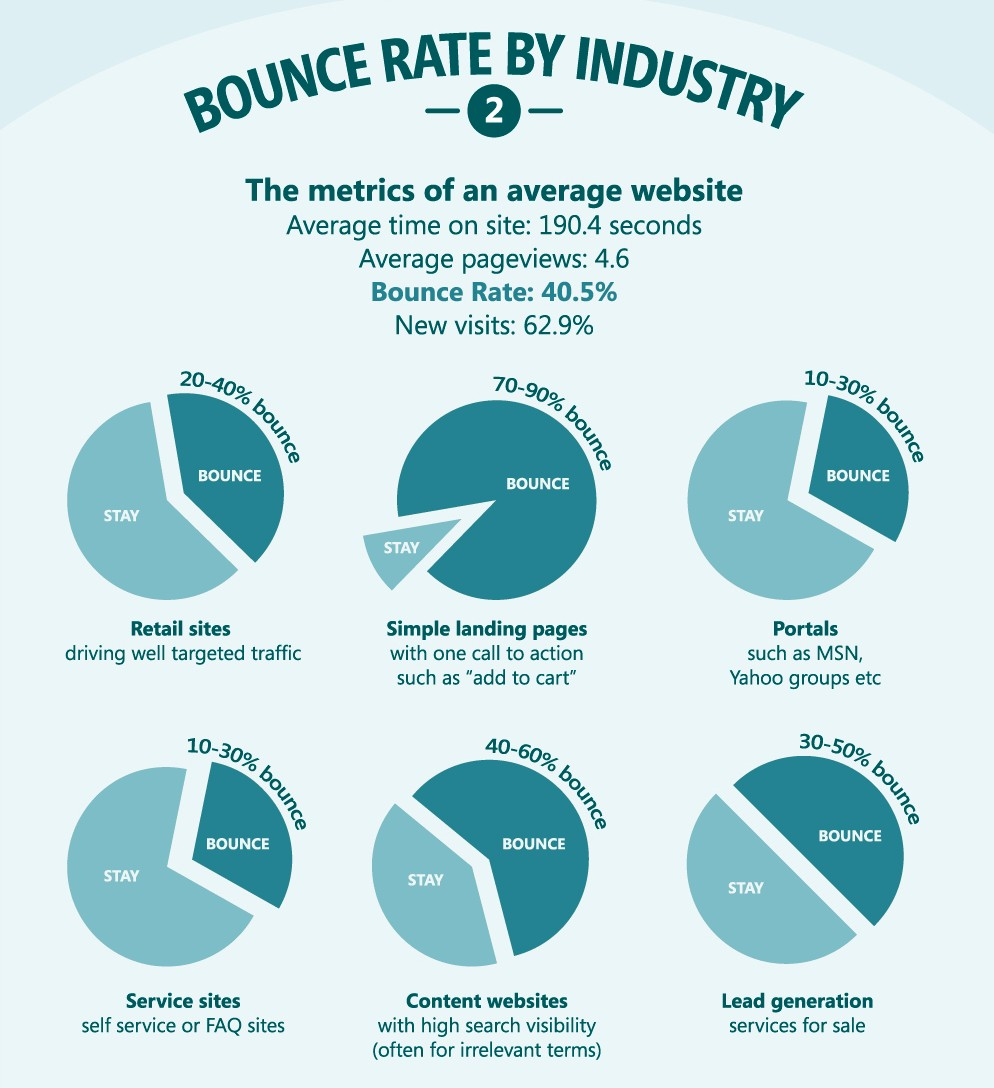 BOUNCE RATE BY INDUSTRY
2
The metrics of an average website
Average time on site: 190.4 seconds
Average pageviews: 4.6
Bounce Rate: 40.5%
New visits: 62.9%
20-40% bounce
BOUNCE
STAY
Retail sites
driving well targeted traffic
70-90% bounce
BOUNCE
STAY
Simple landing pages
with one call to action
such as "add to cart"
10-30% bounce
BOUNCE
STAY
Portals
such as MSN,
Yahoo groups etc
10-30% bounce
BOUNCE
STAY
Service sites
self service or FAQ sites
40-60% bounce
BOUNCE
STAY
Content websites
with high search visibility
(often for irrelevant terms)
30-50% bounce
BOUNCE
STAY
Lead generation
services for sale